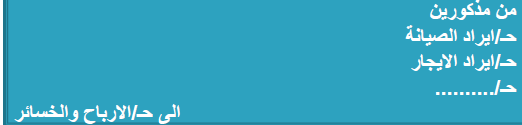 من مذكورين
حـ/ايراد الصيانة
حـ/ايراد الايجار
حـ/..........
الى حـ/الارباح والخسائر